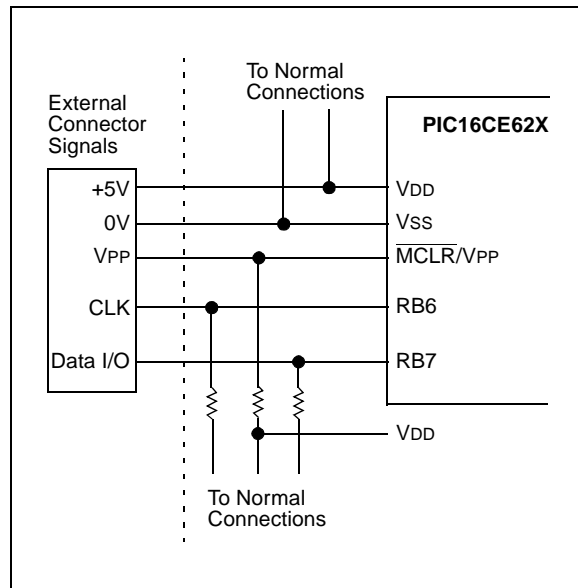 To Normal
Connections
External
Connector
Signals
PIC16CE62X
+5V
VDD
0V
VSS
VPP
MCLR/VPP
CLK
RB6
Data I/O
RB7
VDD
To Normal
Connections